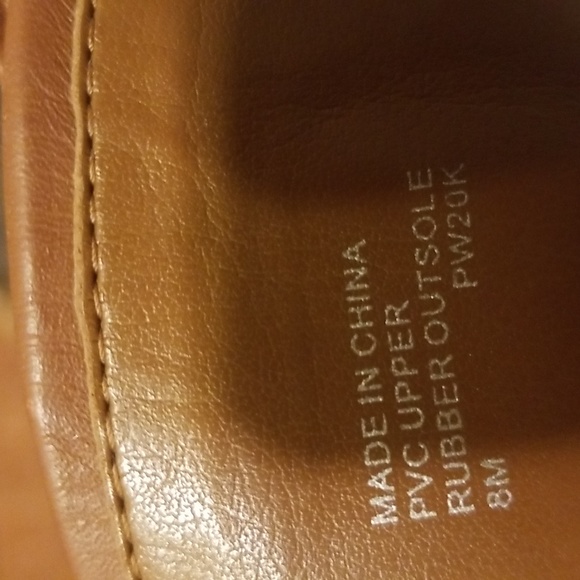 MADE IN CHINA
PVC UPPER
RUBBER OUTSOLE
8M PW20K